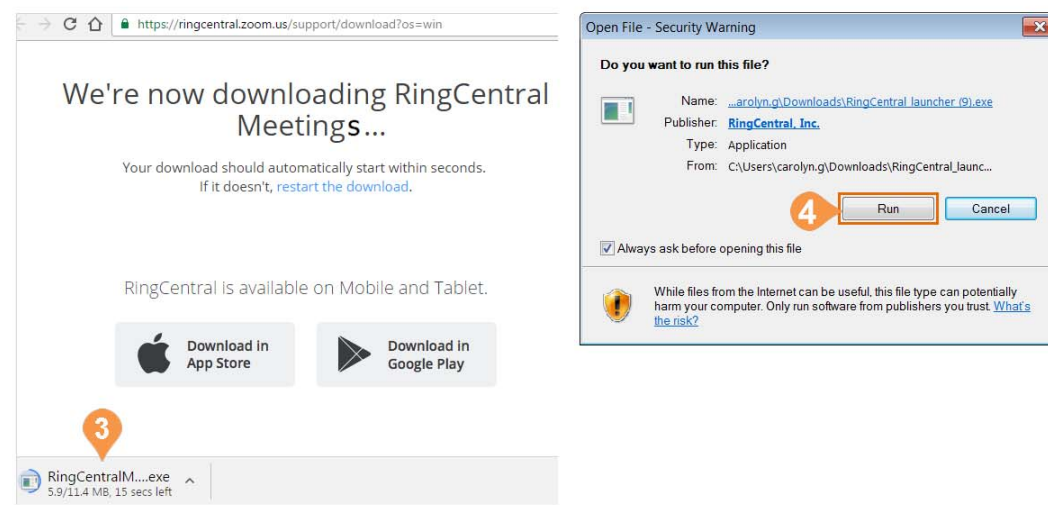 https://ringcentral.zoom.us/support/download?os=win
We're now downloading RingCentral
Meetings...
Your download should automatically start within seconds.
If it doesn't, restart the download.
RingCentral is available on Mobile and Tablet.
Download in
App Store
Download in
Google Play
3
RingCentralM....exe
5.9/11.4 MB, 15 secs left
Open File - Security Warning
Do you want to run this file?
Name: ...arolyn.g\Downloads\RingCentral launcher (9).exe
Publisher: RingCentral, Inc.
Type: Application
From: C:\Users\carolyn.g\Downloads\RingCentral_launc...
4
Run
Cancel
Always ask before opening this file
While files from the Internet can be useful, this file type can potentially
harm your computer. Only run software from publishers you trust. What's
the risk?